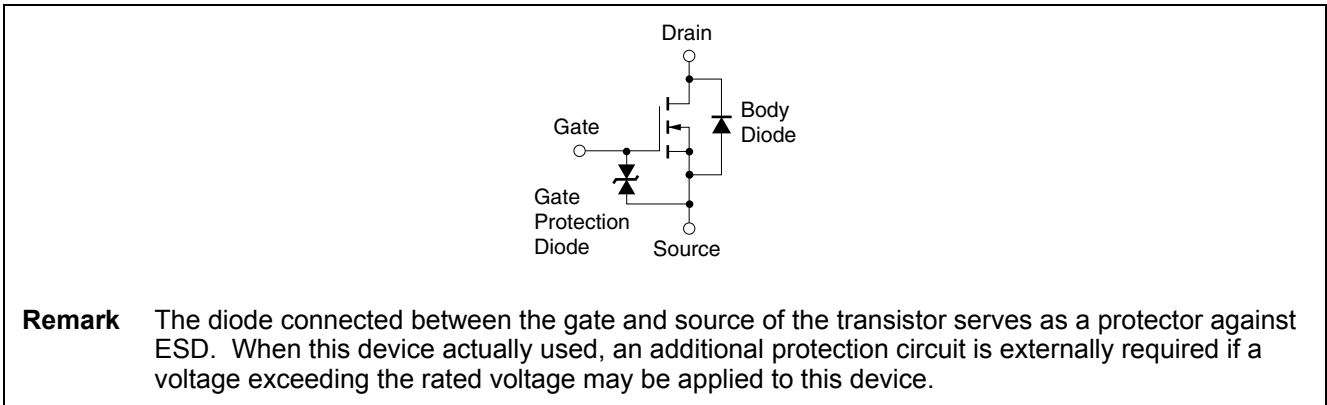 Drain
Body
Diode
Gate
Gate
Protection
Diode
Source
Remark The diode connected between the gate and source of the transistor serves as a protector against
ESD. When this device actually used, an additional protection circuit is externally required if a
voltage exceeding the rated voltage may be applied to this device.